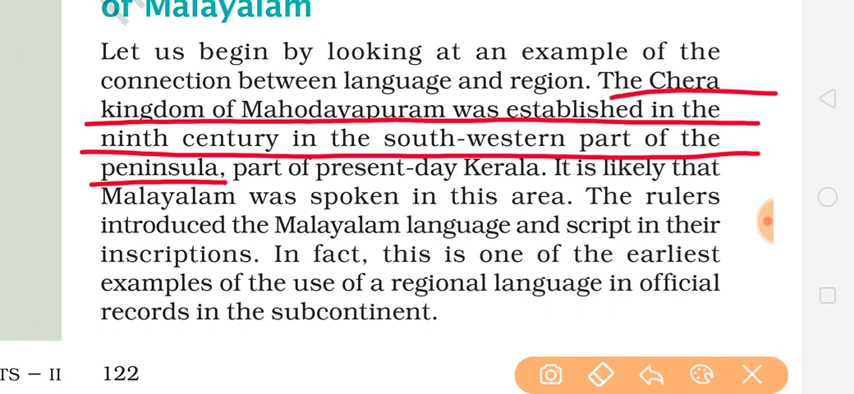 of Malayalam
Let us begin by looking at an example of the
connection between language and region. The Chera
kingdom of Mahodayapuram was established in the
ninth century in the south-western part of the
peninsula, part of present-day Kerala. It is likely that
Malayalam was spoken in this area. The rulers
introduced the Malayalam language and script in their
inscriptions. In fact, this is one of the earliest
examples of the use of a regional language in official
records in the subcontinent.
TS – II 122